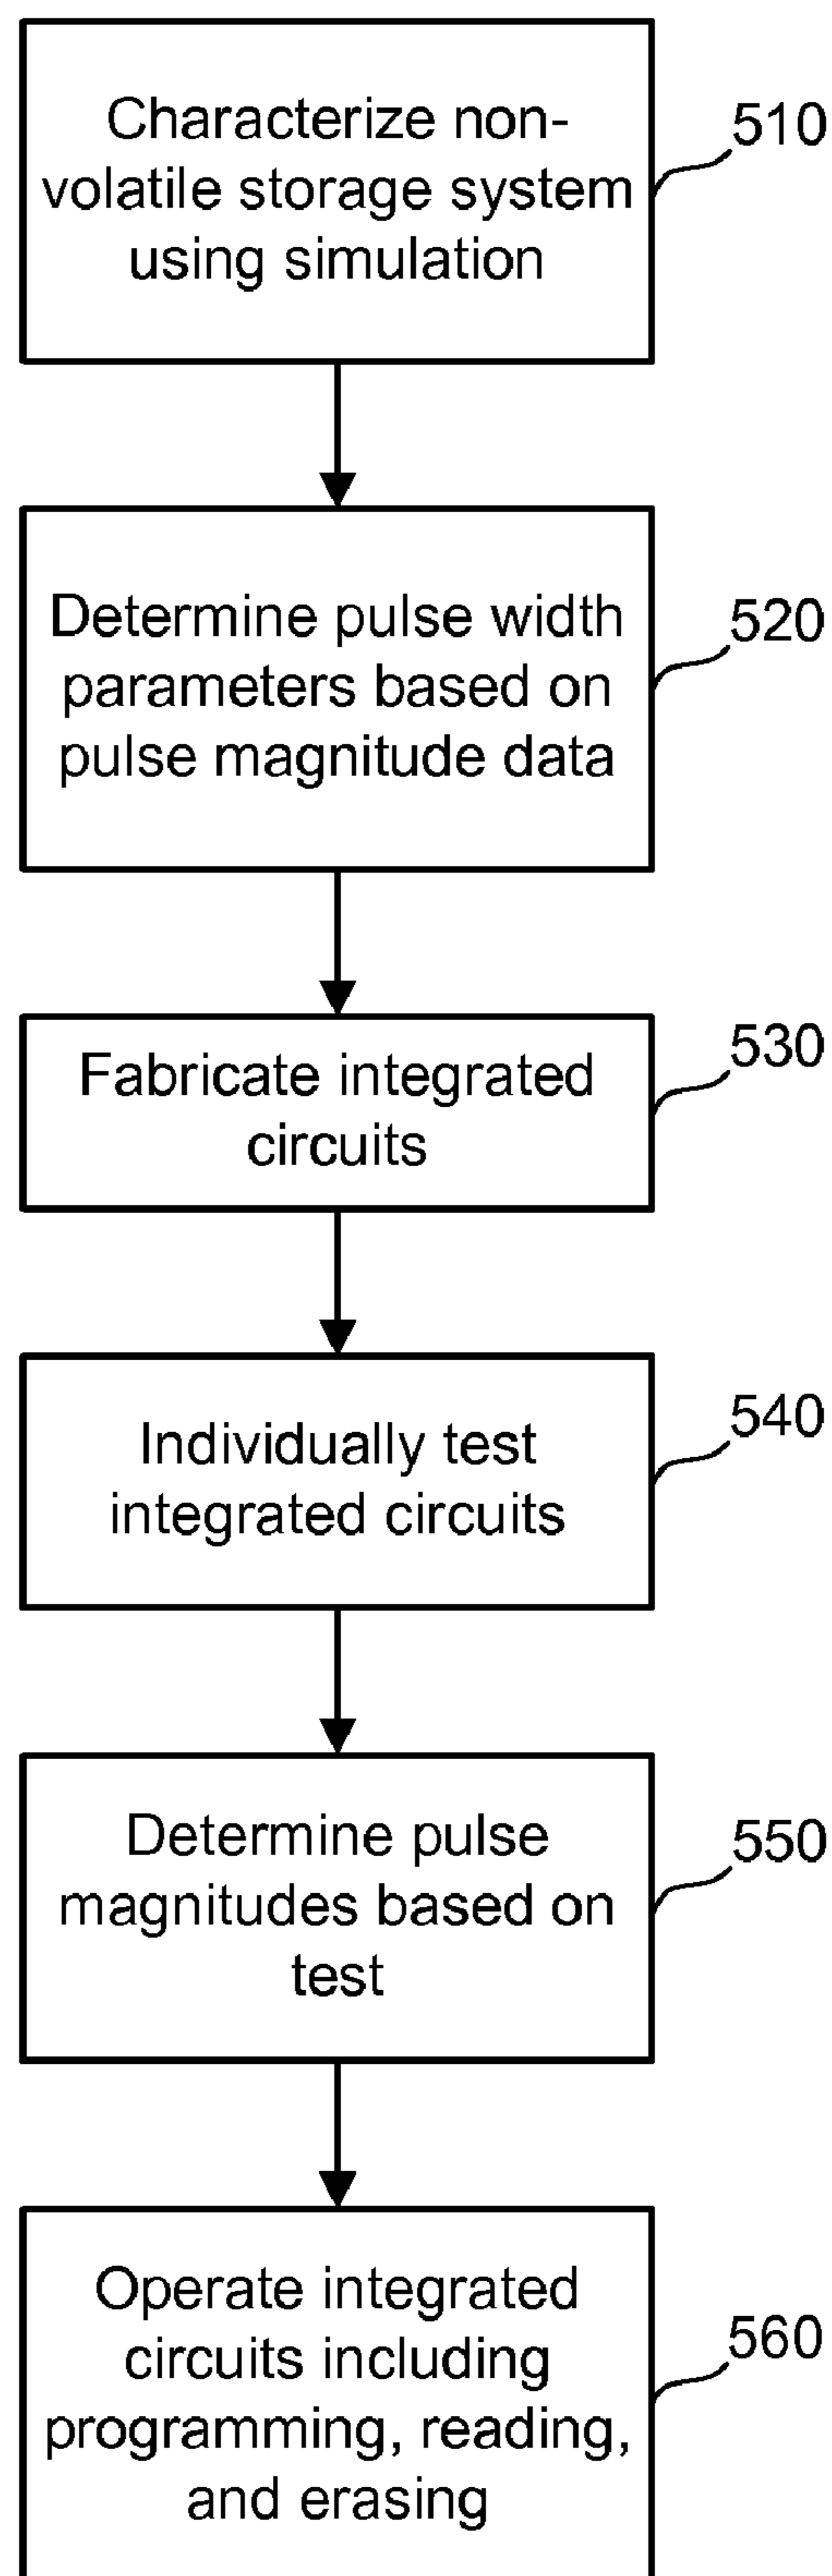 Characterize non-
volatile storage system
using simulation
510
Determine pulse width
parameters based on
pulse magnitude data
520
Fabricate integrated
circuits
530
Individually test
integrated circuits
540
Determine pulse
magnitudes based on
test
550
Operate integrated
circuits including
programming, reading,
and erasing
560